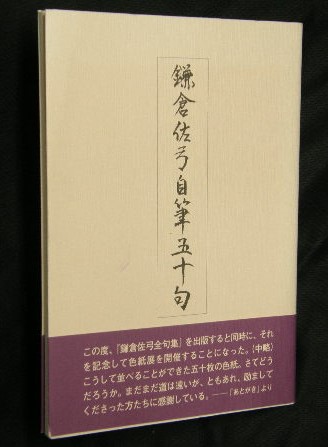 鎌倉佐弓自筆五十句
この度、『鎌倉佐弓全句集』を出版すると同時に、それ
を記念して色紙展を開催することになった。(中略)
こうして並べることができた五十枚の色紙。さてどう
だろうか。まだまだ道は遠いが、ともあれ、励まして
くださった方たちに感謝している。――「あとがき」より